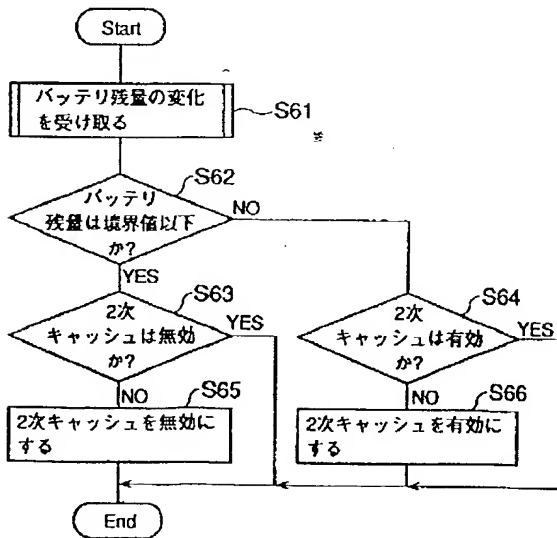 Start
バッテリ残量の変化
を受け取る
S61
S62
バッテリ
残量は境界値以下
か?
NO
YES
S63
2次
キャッシュは無効
か?
YES
NO
S64
2次
キャッシュは有効
か?
YES
NO
S65
2次キャッシュを無効に
する
S66
2次キャッシュを有効に
する
End